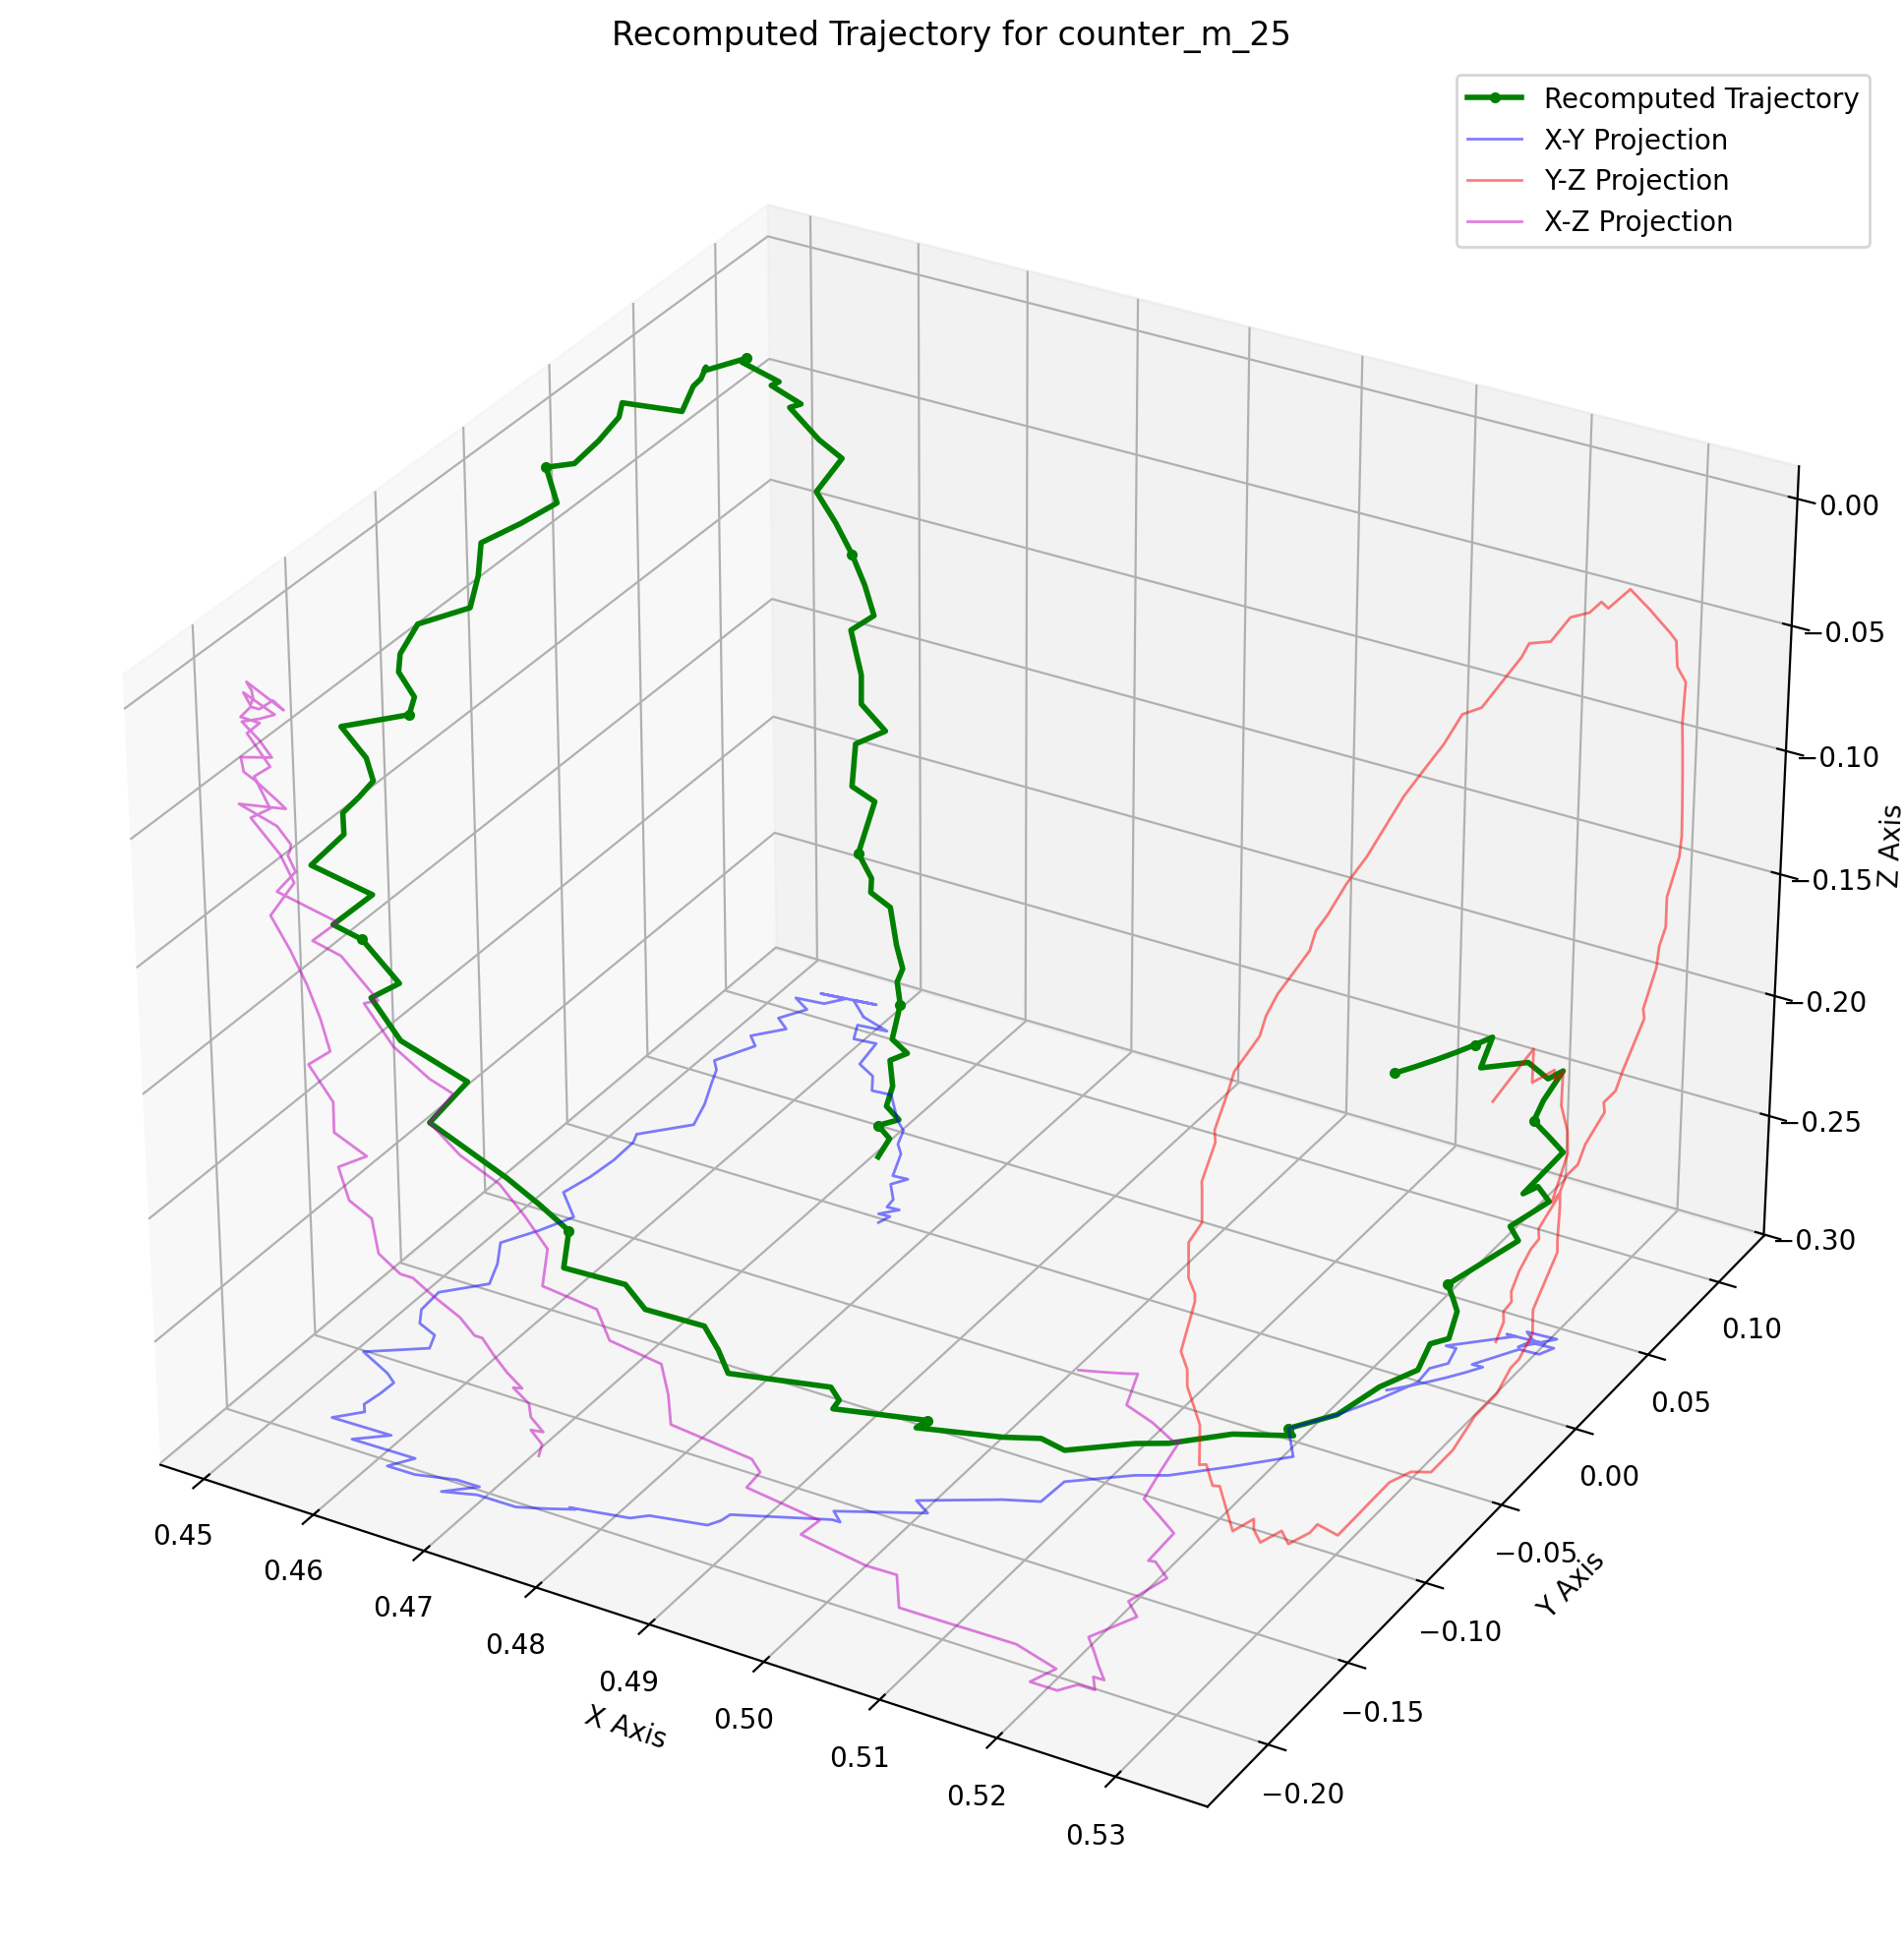 Recomputed Trajectory for counter_m_25
Recomputed Trajectory
X-Y Projection
Y-Z Projection
X-Z Projection
0.00
−0.05
−0.10
−0.15
−0.20
−0.25
−0.30
Z Axis
0.10
0.05
0.00
−0.05
−0.10
−0.15
−0.20
Y Axis
0.45
0.46
0.47
0.48
0.49
0.50
0.51
0.52
0.53
X Axis